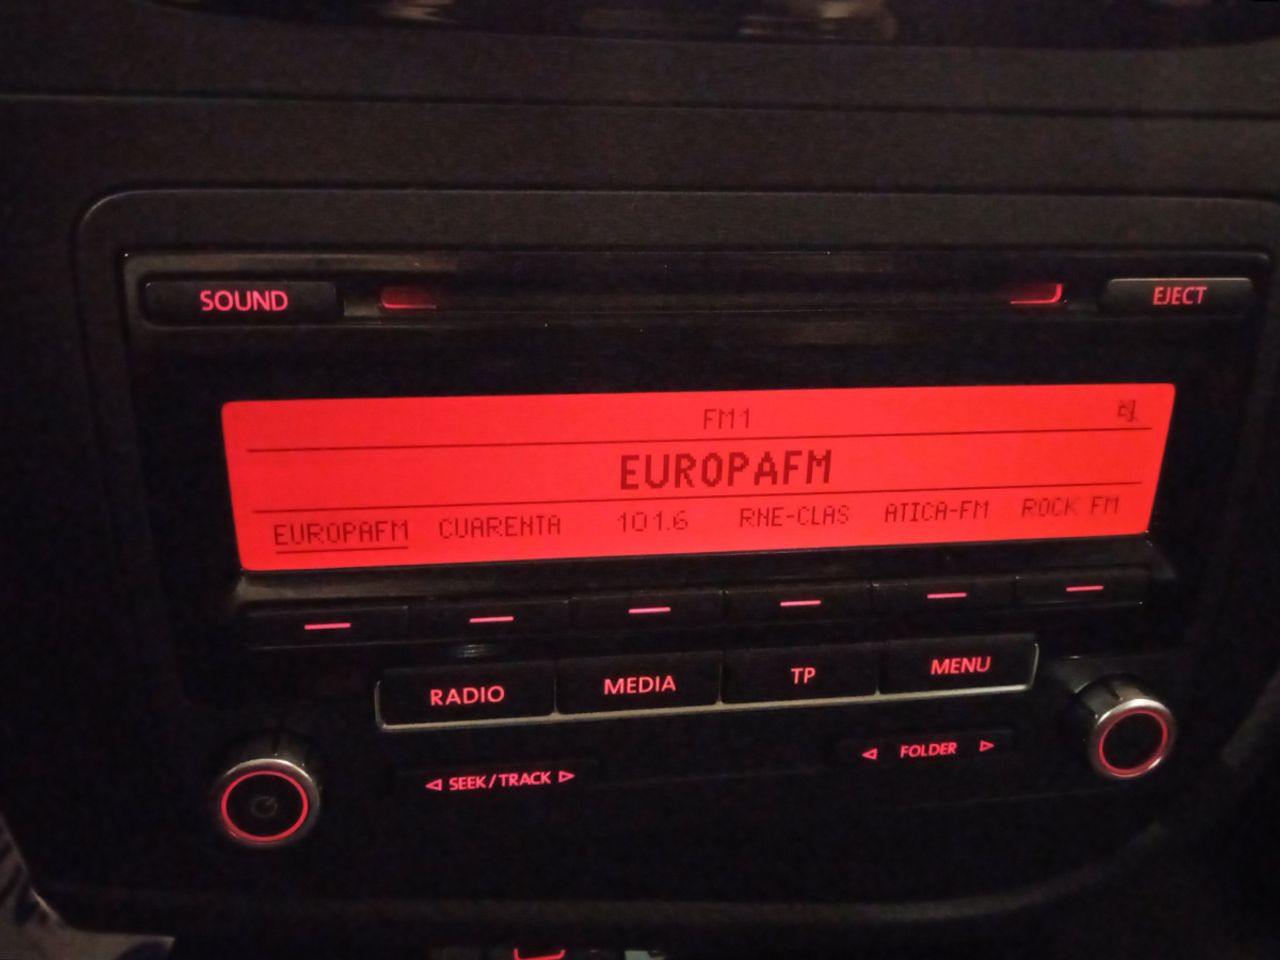 SOUND
EJECT
FM1
EUROPAFM
EUROPAFM CUARENTA 101.6 RNE-CLAS ATICA-FM ROCK FM
RADIO MEDIA TP MENU
SEEK/TRACK
FOLDER